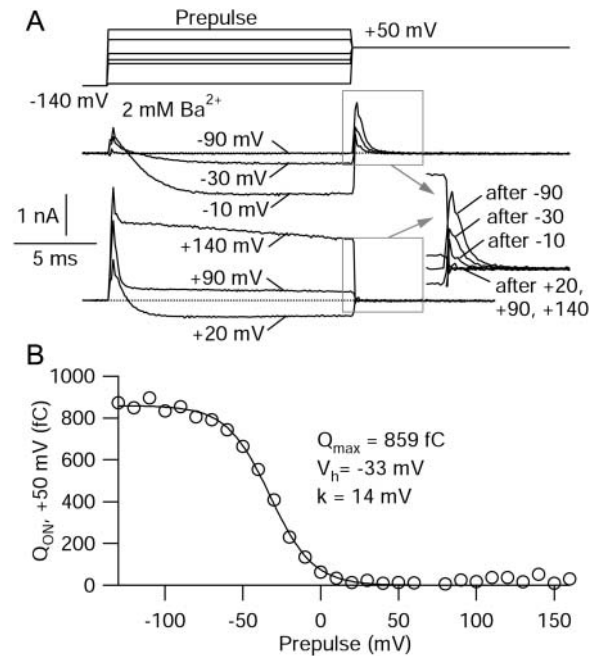 A
Prepulse
+50 mV
-140 mV
2 mM Ba²⁺
-90 mV
-30 mV
-10 mV
1 nA
5 ms
+140 mV
+90 mV
+20 mV
after -90
after -30
after -10
after +20,
+90, +140
B
Q_ON, +50 mV (fC)
1000
800
600
400
200
0
Q_max = 859 fC
V_h= -33 mV
k = 14 mV
-100 -50 0 50 100 150
Prepulse (mV)